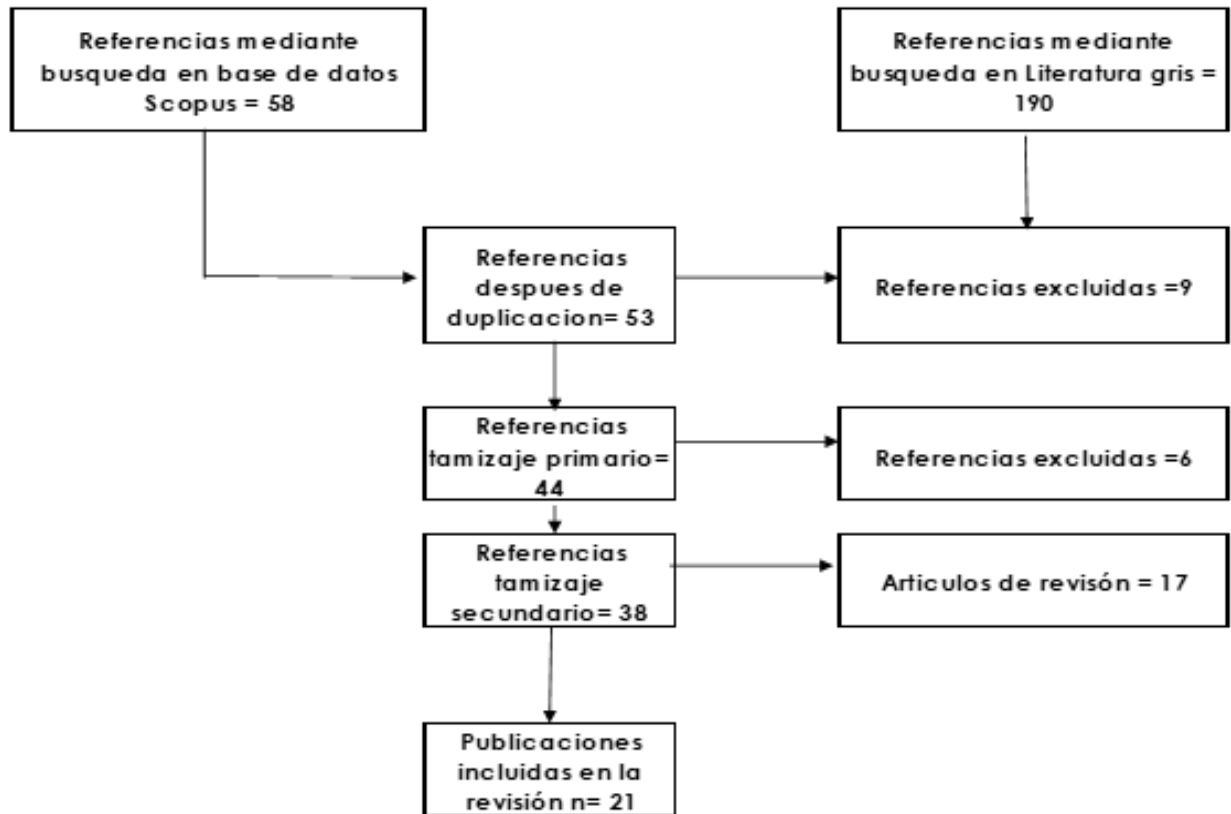 Referencias mediante
busqueda en base de datos
Scopus = 58
Referencias mediante
busqueda en Literatura gris =
190
Referencias
despues de
duplicacion= 53
Referencias excluidas =9
Referencias
tamizaje primario=
44
Referencias excluidas =6
Referencias
tamizaje
secundario= 38
Articulos de revisón = 17
Publicaciones
incluidas en la
revisión n= 21